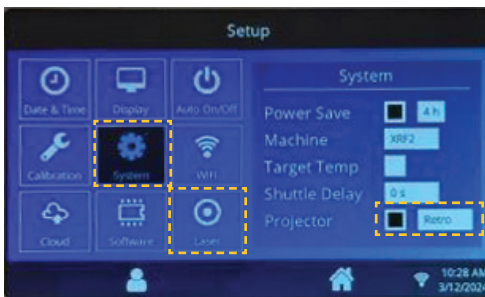 Setup
Date & Time
Display
Auto On/Off
Calibration
System
WiFi
Cloud
Software
Laser
System
Power Save
4 h
Machine
XRF2
Target Temp
Shuttle Delay
0 s
Projector
Retro
10:28 AM
3/12/2024